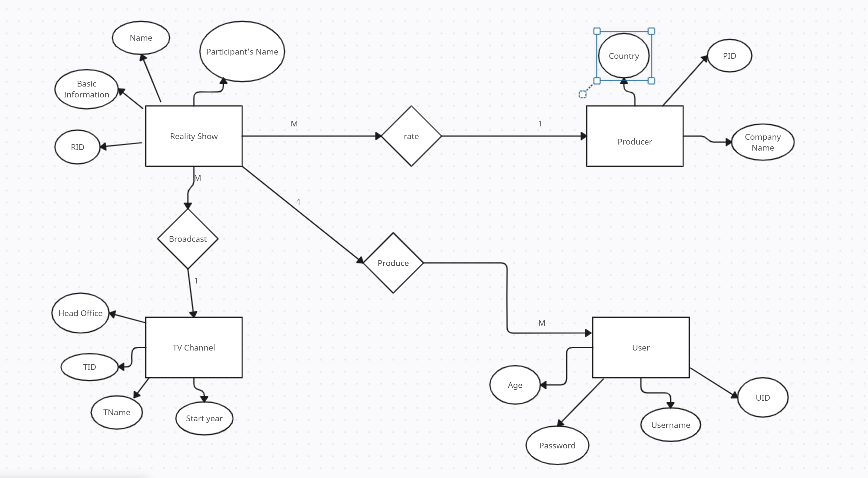 Name
Participant's Name
Country
PID
Basic
Information
RID
Reality Show
M
rate
1
Producer
Company
Name
M
Broadcast
1
1
Produce
M
Head Office
TV Channel
TID
TName
Start year
User
Age
Password
Username
UID